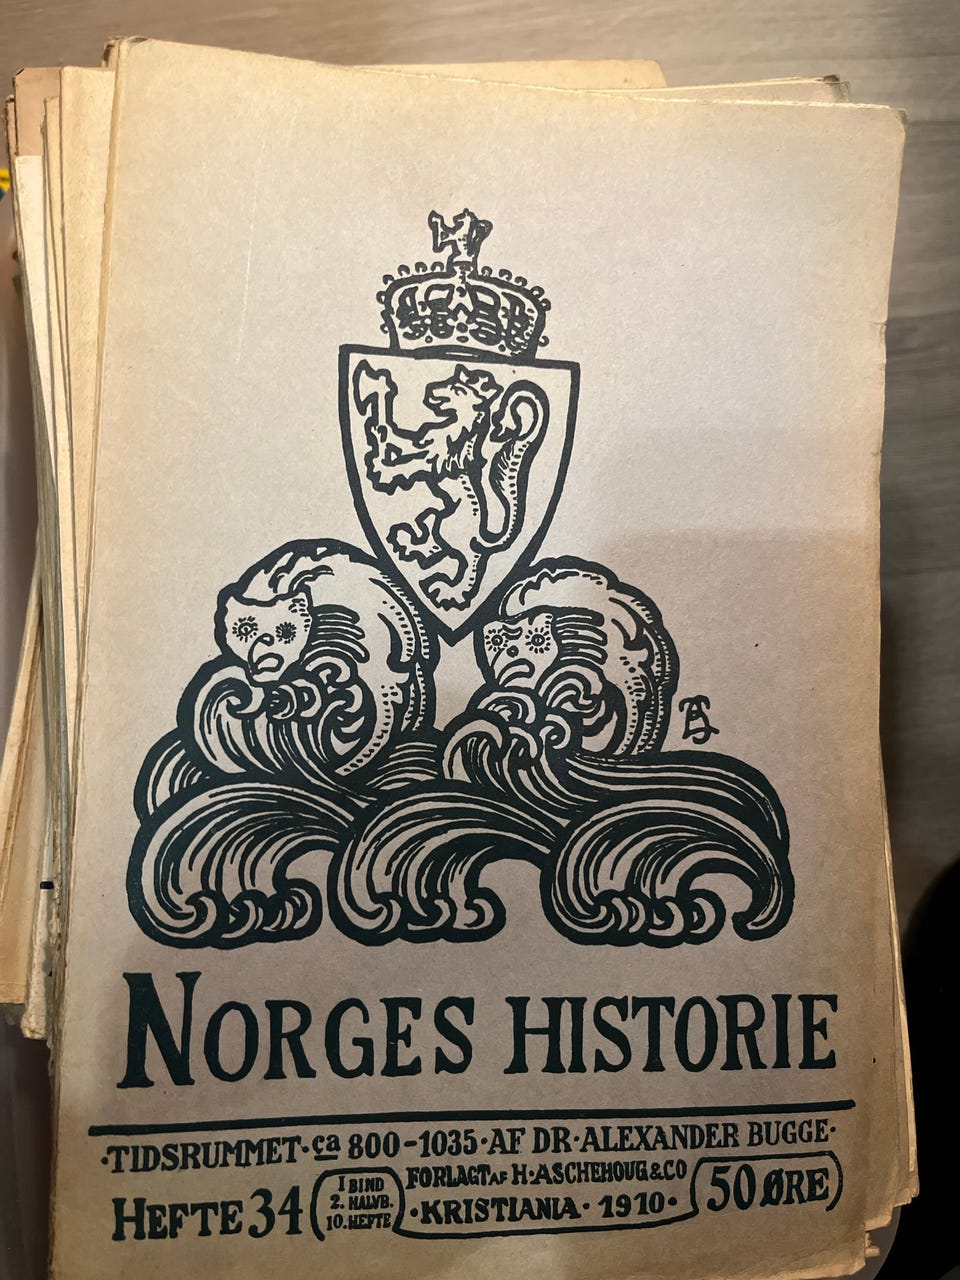 NORGES HISTORIE
·TIDSRUMMET·ca 800-1035·AF DR·ALEXANDER BUGGE·
HEFTE 34
I BIND
2. HALVB.
10. HEFTE
FORLAGT AF H·ASCHEHOUG & CO
·KRISTIANIA· 1910·
50 ØRE